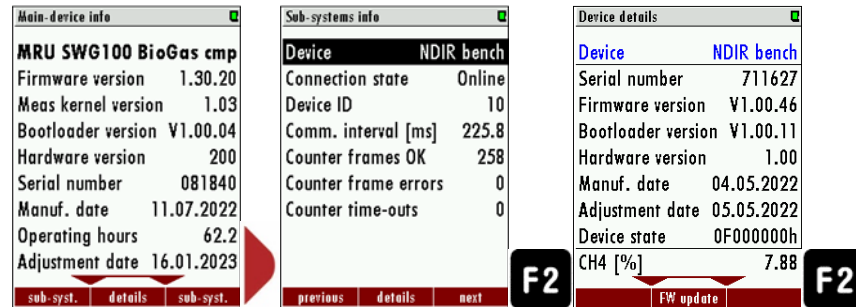 Main-device info
MRU SWG100 BioGas cmp
Firmware version 1.30.20
Meas kernel version 1.03
Bootloader version V1.00.04
Hardware version 200
Serial number 081840
Manuf. date 11.07.2022
Operating hours 62.2
Adjustment date 16.01.2023
sub-syst. details sub-syst.
Sub-systems info
Device NDIR bench
Connection state Online
Device ID 10
Comm. interval [ms] 225.8
Counter frames OK 258
Counter frame errors 0
Counter time-outs 0
previous details next
F2
Device details
Device NDIR bench
Serial number 711627
Firmware version V1.00.46
Bootloader version V1.00.11
Hardware version 1.00
Manuf. date 04.05.2022
Adjustment date 05.05.2022
Device state 0F000000h
CH4 [%] 7.88
FW update
F2